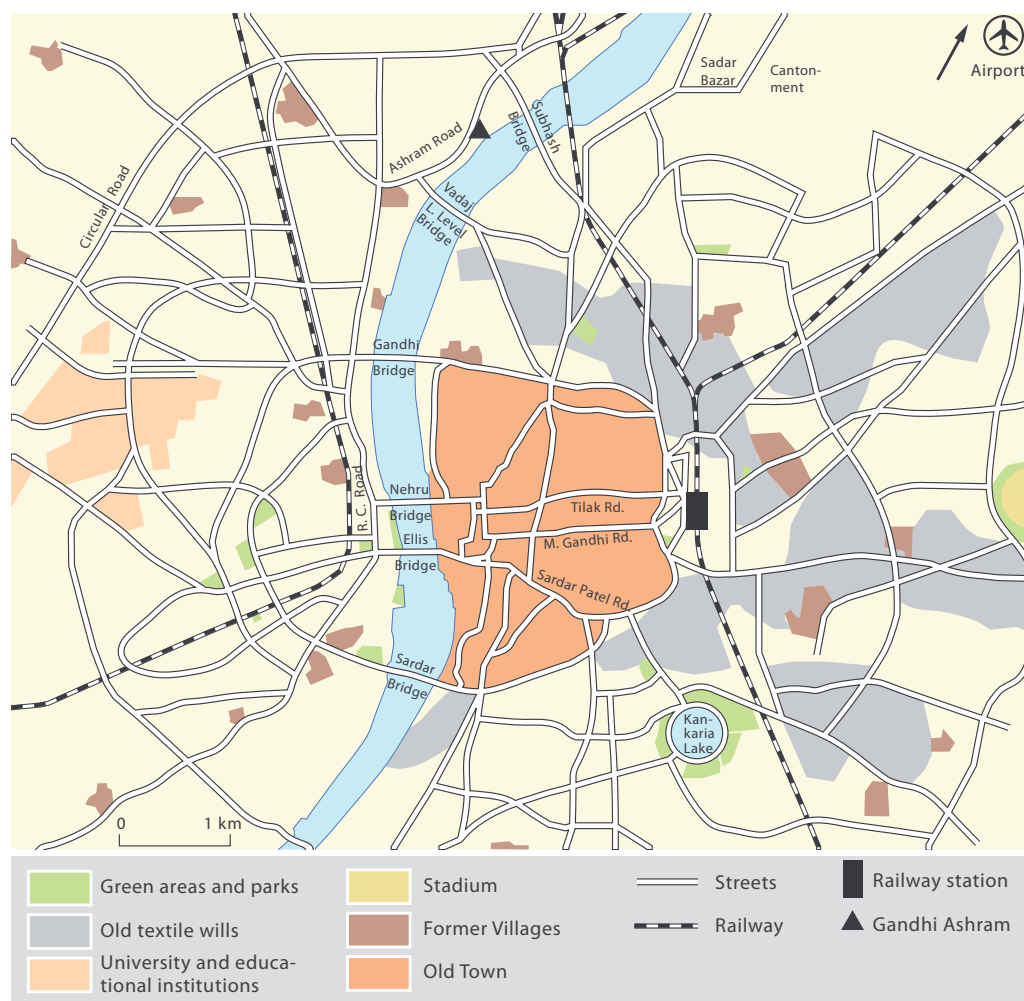 Sadar
Bazar
Canton-
ment
Airport
Subhash
Bridge
Ashram Road
Vadaj
L. Level
Bridge
Circular Road
Gandhi
Bridge
R. C. Road
Nehru
Bridge
Ellis
Bridge
Tilak Rd.
M. Gandhi Rd.
Sardar Patel Rd.
Sardar
Bridge
Kan-
karia
Lake
0 1 km
Green areas and parks
Old textile wills
University and educa-
tional institutions
Stadium
Former Villages
Old Town
Streets
Railway
Railway station
Gandhi Ashram